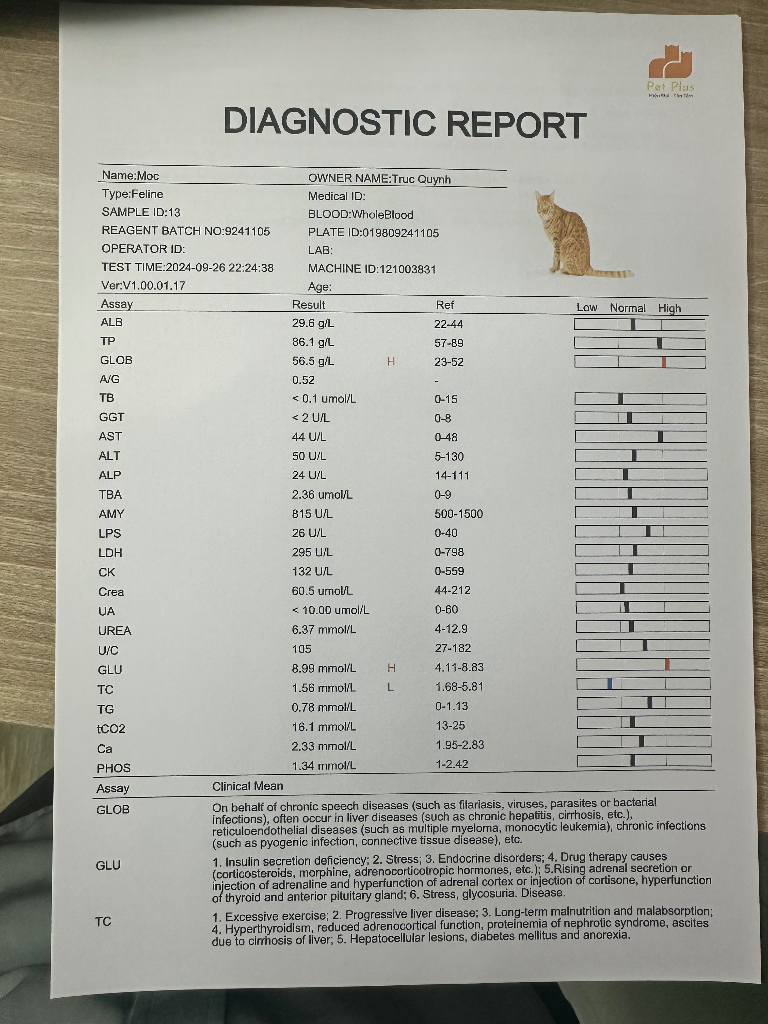 Pet Plus
DIAGNOSTIC REPORT
Name:Moc OWNER NAME:Truc Quynh
Type:Feline Medical ID:
SAMPLE ID:13 BLOOD:WholeBlood
REAGENT BATCH NO:9241105 PLATE ID:019809241105
OPERATOR ID: LAB:
TEST TIME:2024-09-26 22:24:38 MACHINE ID:121003831
Ver:V1.00.01.17 Age:
Assay Result Ref Low Normal High
ALB 29.6 g/L 22-44
TP 86.1 g/L 57-89
GLOB 56.5 g/L H 23-52
A/G 0.52 -
TB < 0.1 umol/L 0-15
GGT < 2 U/L 0-8
AST 44 U/L 0-48
ALT 50 U/L 5-130
ALP 24 U/L 14-111
TBA 2.36 umol/L 0-9
AMY 815 U/L 500-1500
LPS 26 U/L 0-40
LDH 295 U/L 0-798
CK 132 U/L 0-559
Crea 60.5 umol/L 44-212
UA < 10.00 umol/L 0-60
UREA 6.37 mmol/L 4-12.9
U/C 105 27-182
GLU 8.99 mmol/L H 4.11-8.83
TC 1.56 mmol/L L 1.68-5.81
TG 0.78 mmol/L 0-1.13
tCO2 16.1 mmol/L 13-25
Ca 2.33 mmol/L 1.95-2.83
PHOS 1.34 mmol/L 1-2.42
Assay Clinical Mean
GLOB On behalf of chronic speech diseases (such as filariasis, viruses, parasites or bacterial
infections), often occur in liver diseases (such as chronic hepatitis, cirrhosis, etc.),
reticuloendothelial diseases (such as multiple myeloma, monocytic leukemia), chronic infections
(such as pyogenic infection, connective tissue disease), etc.
GLU 1. Insulin secretion deficiency; 2. Stress; 3. Endocrine disorders; 4. Drug therapy causes
(corticosteroids, morphine, adrenocorticotropic hormones, etc.); 5.Rising adrenal secretion or
injection of adrenaline and hyperfunction of adrenal cortex or injection of cortisone, hyperfunction
of thyroid and anterior pituitary gland; 6. Stress, glycosuria. Disease.
TC 1. Excessive exercise; 2. Progressive liver disease; 3. Long-term malnutrition and malabsorption;
4. Hyperthyroidism, reduced adrenocortical function, proteinemia of nephrotic syndrome, ascites
due to cirrhosis of liver; 5. Hepatocellular lesions, diabetes mellitus and anorexia.